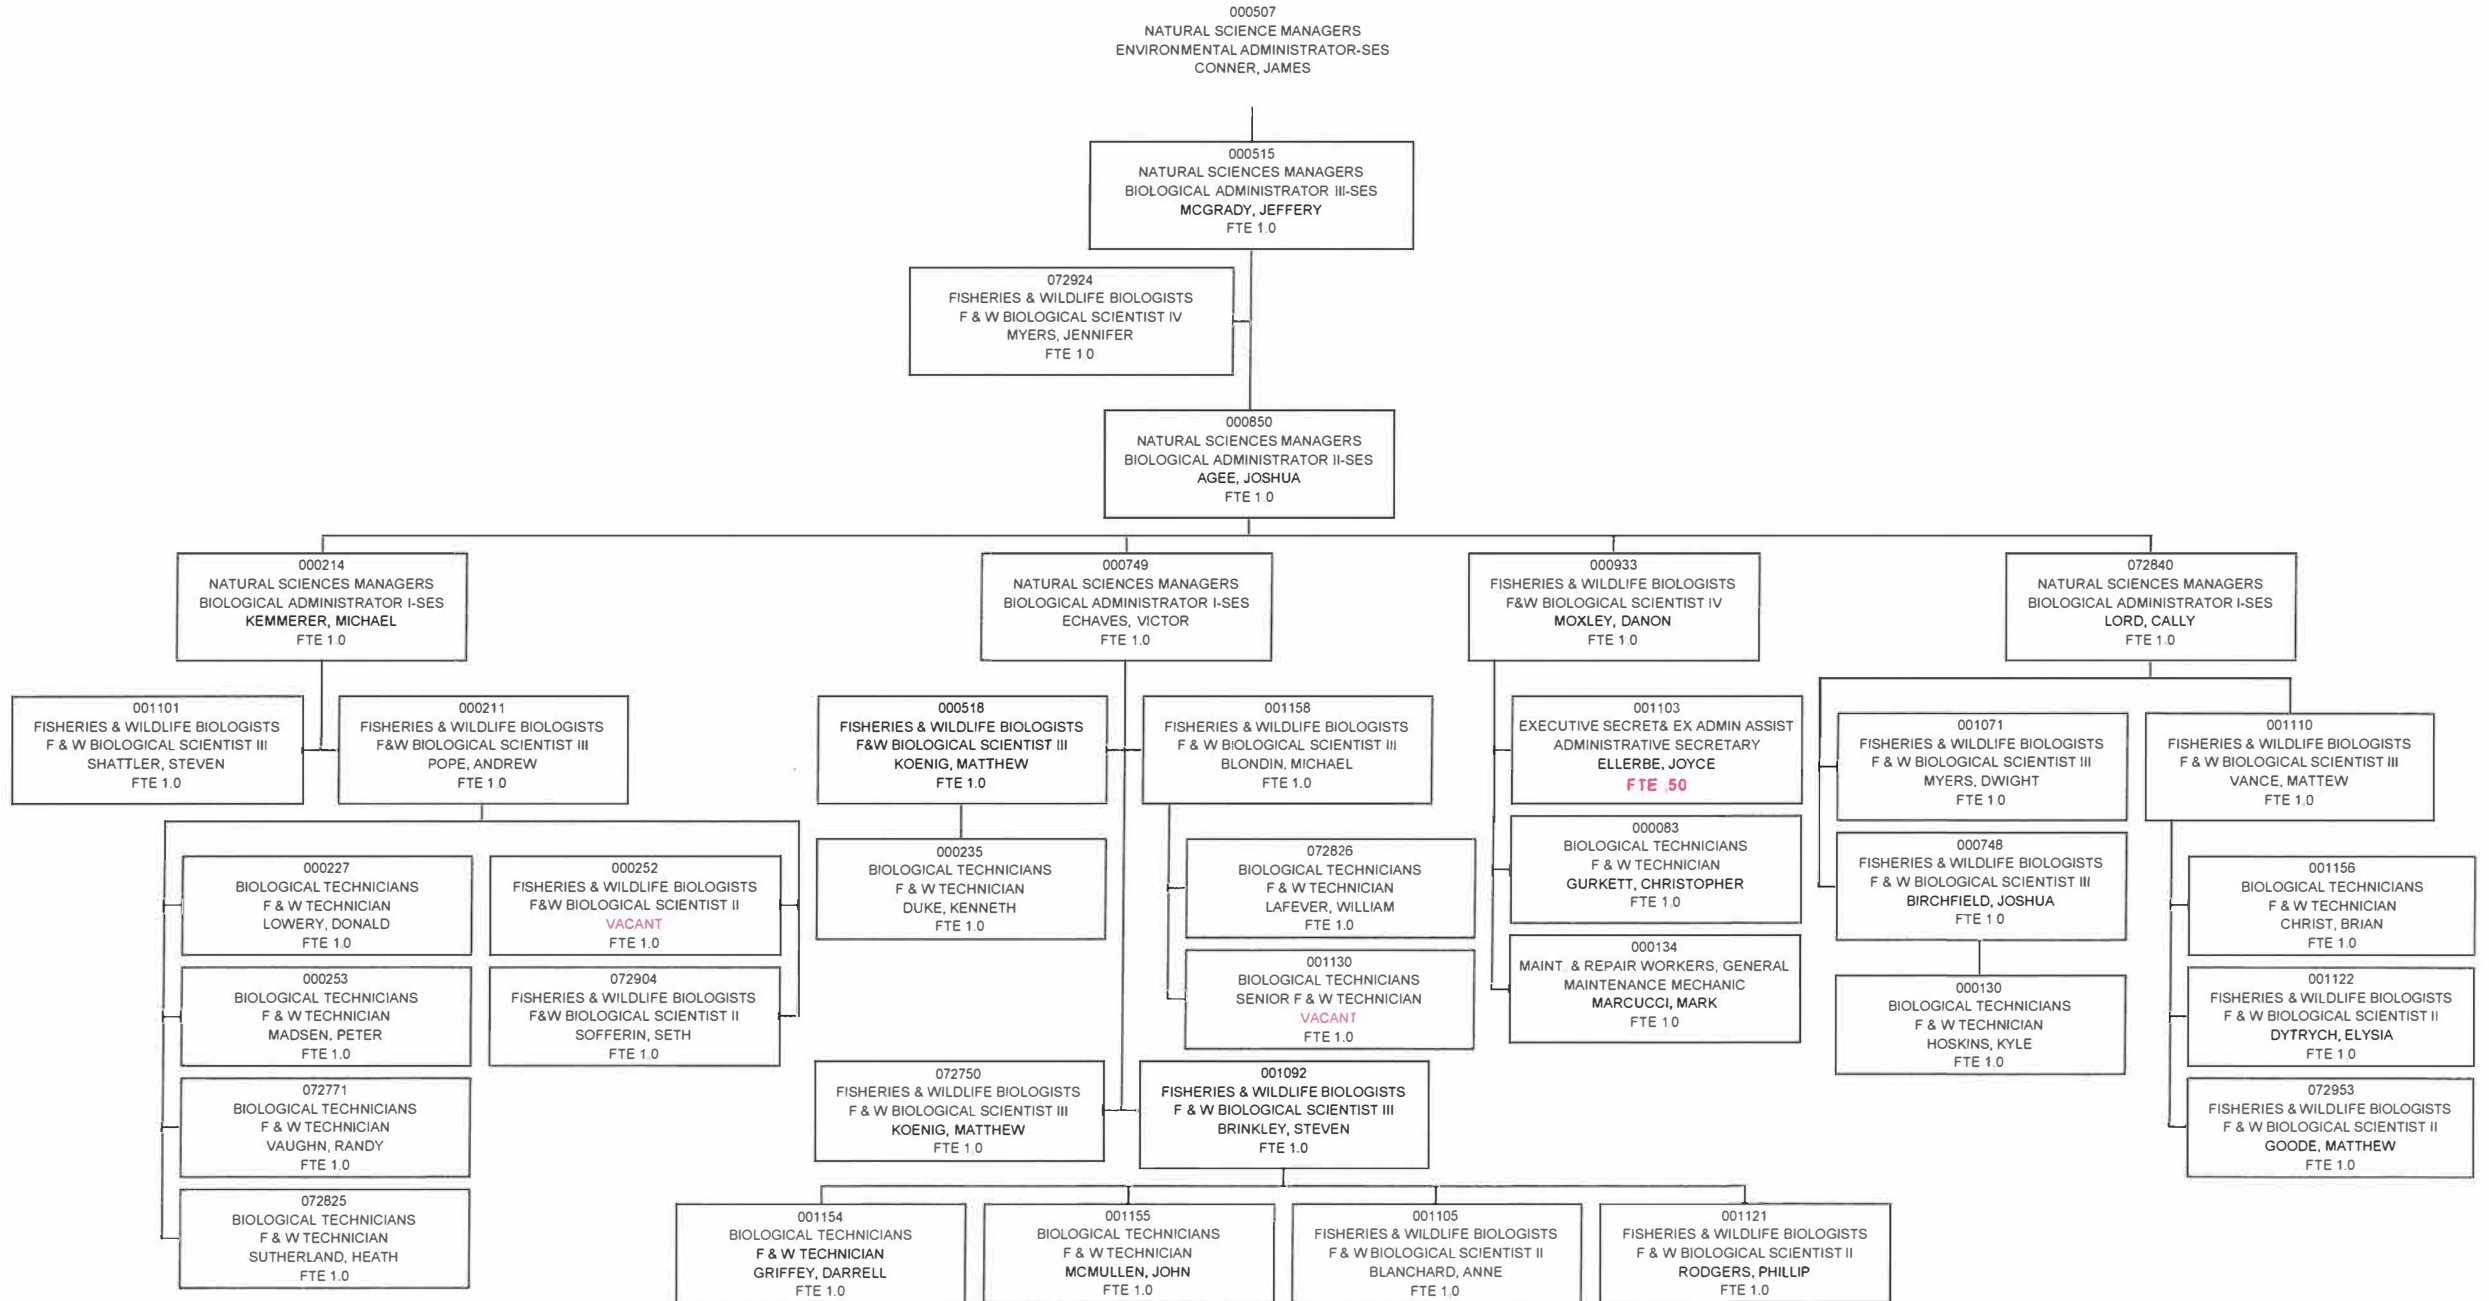 000507
NATURAL SCIENCE MANAGERS
ENVIRONMENTAL ADMINISTRATOR-SES
CONNER, JAMES
000515
NATURAL SCIENCES MANAGERS
BIOLOGICAL ADMINISTRATOR III-SES
MCGRADY, JEFFERY
FTE 1.0
072924
FISHERIES & WILDLIFE BIOLOGISTS
F & W BIOLOGICAL SCIENTIST IV
MYERS, JENNIFER
FTE 1 0
000850
NATURAL SCIENCES MANAGERS
BIOLOGICAL ADMINISTRATOR II-SES
AGEE, JOSHUA
FTE 1 0
000214
NATURAL SCIENCES MANAGERS
BIOLOGICAL ADMINISTRATOR I-SES
KEMMERER, MICHAEL
FTE 1.0
000749
NATURAL SCIENCES MANAGERS
BIOLOGICAL ADMINISTRATOR I-SES
ECHAVES, VICTOR
FTE 1.0
000933
FISHERIES & WILDLIFE BIOLOGISTS
F&W BIOLOGICAL SCIENTIST IV
MOXLEY, DANON
FTE 1.0
072840
NATURAL SCIENCES MANAGERS
BIOLOGICAL ADMINISTRATOR I-SES
LORD, CALLY
FTE 1.0
001101
FISHERIES & WILDLIFE BIOLOGISTS
F & W BIOLOGICAL SCIENTIST III
SHATTLER, STEVEN
FTE 1.0
000211
FISHERIES & WILDLIFE BIOLOGISTS
F&W BIOLOGICAL SCIENTIST III
POPE, ANDREW
FTE 1.0
000518
FISHERIES & WILDLIFE BIOLOGISTS
F&W BIOLOGICAL SCIENTIST III
KOENIG, MATTHEW
FTE 1.0
001158
FISHERIES & WILDLIFE BIOLOGISTS
F & W BIOLOGICAL SCIENTIST III
BLONDIN, MICHAEL
FTE 1.0
001103
EXECUTIVE SECRET& EX ADMIN ASSIST
ADMINISTRATIVE SECRETARY
ELLERBE, JOYCE
FTE .50
001071
FISHERIES & WILDLIFE BIOLOGISTS
F & W BIOLOGICAL SCIENTIST III
MYERS, DWIGHT
FTE 1.0
001110
FISHERIES & WILDLIFE BIOLOGISTS
F & W BIOLOGICAL SCIENTIST III
VANCE, MATTEW
FTE 1.0
000227
BIOLOGICAL TECHNICIANS
F & W TECHNICIAN
LOWERY, DONALD
FTE 1.0
000252
FISHERIES & WILDLIFE BIOLOGISTS
F&W BIOLOGICAL SCIENTIST II
VACANT
FTE 1.0
000235
BIOLOGICAL TECHNICIANS
F & W TECHNICIAN
DUKE, KENNETH
FTE 1.0
072826
BIOLOGICAL TECHNICIANS
F & W TECHNICIAN
LAFEVER, WILLIAM
FTE 1.0
000083
BIOLOGICAL TECHNICIANS
F & W TECHNICIAN
GURKETT, CHRISTOPHER
FTE 1.0
000748
FISHERIES & WILDLIFE BIOLOGISTS
F & W BIOLOGICAL SCIENTIST III
BIRCHFIELD, JOSHUA
FTE 1.0
001156
BIOLOGICAL TECHNICIANS
F & W TECHNICIAN
CHRIST, BRIAN
FTE 1.0
000253
BIOLOGICAL TECHNICIANS
F & W TECHNICIAN
MADSEN, PETER
FTE 1.0
072904
FISHERIES & WILDLIFE BIOLOGISTS
F&W BIOLOGICAL SCIENTIST II
SOFFERIN, SETH
FTE 1.0
001130
BIOLOGICAL TECHNICIANS
SENIOR F & W TECHNICIAN
VACANT
FTE 1.0
000134
MAINT. & REPAIR WORKERS, GENERAL
MAINTENANCE MECHANIC
MARCUCCI, MARK
FTE 1 0
000130
BIOLOGICAL TECHNICIANS
F & W TECHNICIAN
HOSKINS, KYLE
FTE 1.0
001122
FISHERIES & WILDLIFE BIOLOGISTS
F & W BIOLOGICAL SCIENTIST II
DYTRYCH, ELYSIA
FTE 1.0
072771
BIOLOGICAL TECHNICIANS
F & W TECHNICIAN
VAUGHN, RANDY
FTE 1.0
072750
FISHERIES & WILDLIFE BIOLOGISTS
F & W BIOLOGICAL SCIENTIST III
KOENIG, MATTHEW
FTE 1.0
001092
FISHERIES & WILDLIFE BIOLOGISTS
F & W BIOLOGICAL SCIENTIST III
BRINKLEY, STEVEN
FTE 1.0
072953
FISHERIES & WILDLIFE BIOLOGISTS
F & W BIOLOGICAL SCIENTIST II
GOODE, MATTHEW
FTE 1.0
072825
BIOLOGICAL TECHNICIANS
F & W TECHNICIAN
SUTHERLAND, HEATH
FTE 1.0
001154
BIOLOGICAL TECHNICIANS
F & W TECHNICIAN
GRIFFEY, DARRELL
FTE 1.0
001155
BIOLOGICAL TECHNICIANS
F & W TECHNICIAN
MCMULLEN, JOHN
FTE 1.0
001105
FISHERIES & WILDLIFE BIOLOGISTS
F & W BIOLOGICAL SCIENTIST II
BLANCHARD, ANNE
FTE 1.0
001121
FISHERIES & WILDLIFE BIOLOGISTS
F & W BIOLOGICAL SCIENTIST II
RODGERS, PHILLIP
FTE 1.0